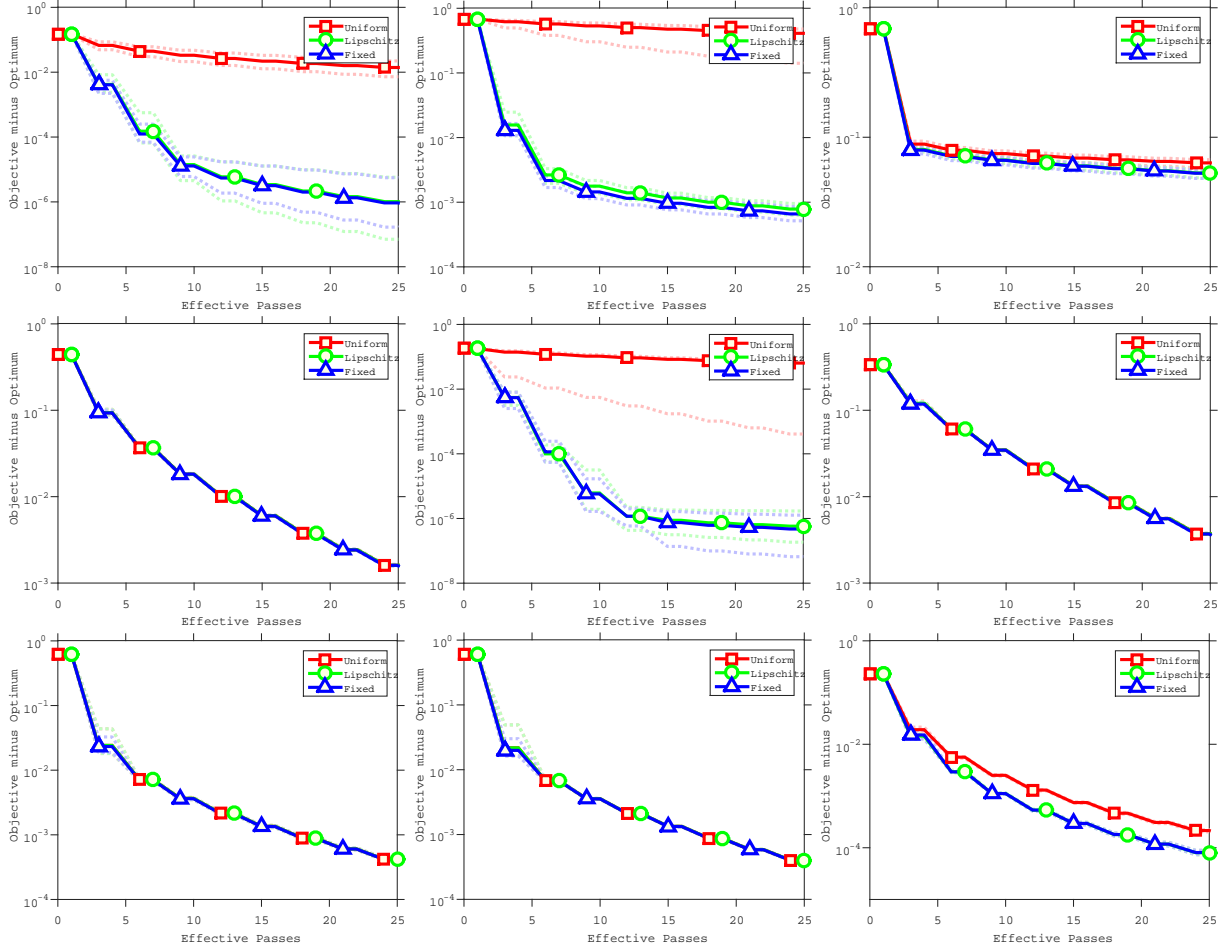 10^0
10^-2
10^-4
10^-6
10^-8
Objective minus Optimum
0 5 10 15 20 25
Effective Passes
Uniform
Lipschitz
Fixed
10^0
10^-1
10^-2
10^-3
10^-4
Objective minus Optimum
0 5 10 15 20 25
Effective Passes
Uniform
Lipschitz
Fixed
10^0
10^-1
10^-2
Objective minus Optimum
0 5 10 15 20 25
Effective Passes
Uniform
Lipschitz
Fixed
10^0
10^-1
10^-2
10^-3
Objective minus Optimum
0 5 10 15 20 25
Effective Passes
Uniform
Lipschitz
Fixed
10^0
10^-2
10^-4
10^-6
10^-8
Objective minus Optimum
0 5 10 15 20 25
Effective Passes
Uniform
Lipschitz
Fixed
10^0
10^-1
10^-2
10^-3
Objective minus Optimum
0 5 10 15 20 25
Effective Passes
Uniform
Lipschitz
Fixed
10^0
10^-1
10^-2
10^-3
10^-4
Objective minus Optimum
0 5 10 15 20 25
Effective Passes
Uniform
Lipschitz
Fixed
10^0
10^-1
10^-2
10^-3
10^-4
Objective minus Optimum
0 5 10 15 20 25
Effective Passes
Uniform
Lipschitz
Fixed
10^0
10^-2
10^-4
Objective minus Optimum
0 5 10 15 20 25
Effective Passes
Uniform
Lipschitz
Fixed